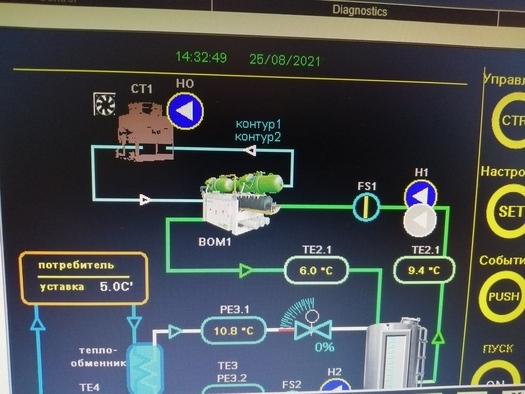 Diagnostics
14:32:49 25/08/2021
CT1
HO
контур1
контур2
Управл
CTR
FS1
H1
Настро
SET
BOM1
TE2.1
6.0 °C
TE2.1
9.4 °C
Событи
PUSH
потребитель
уставка 5.0C'
PE3.1
10.8 °C
0%
тепло-
обменник
TE4
TE3
PE3.2
FS2
H2
ПУСК
ON